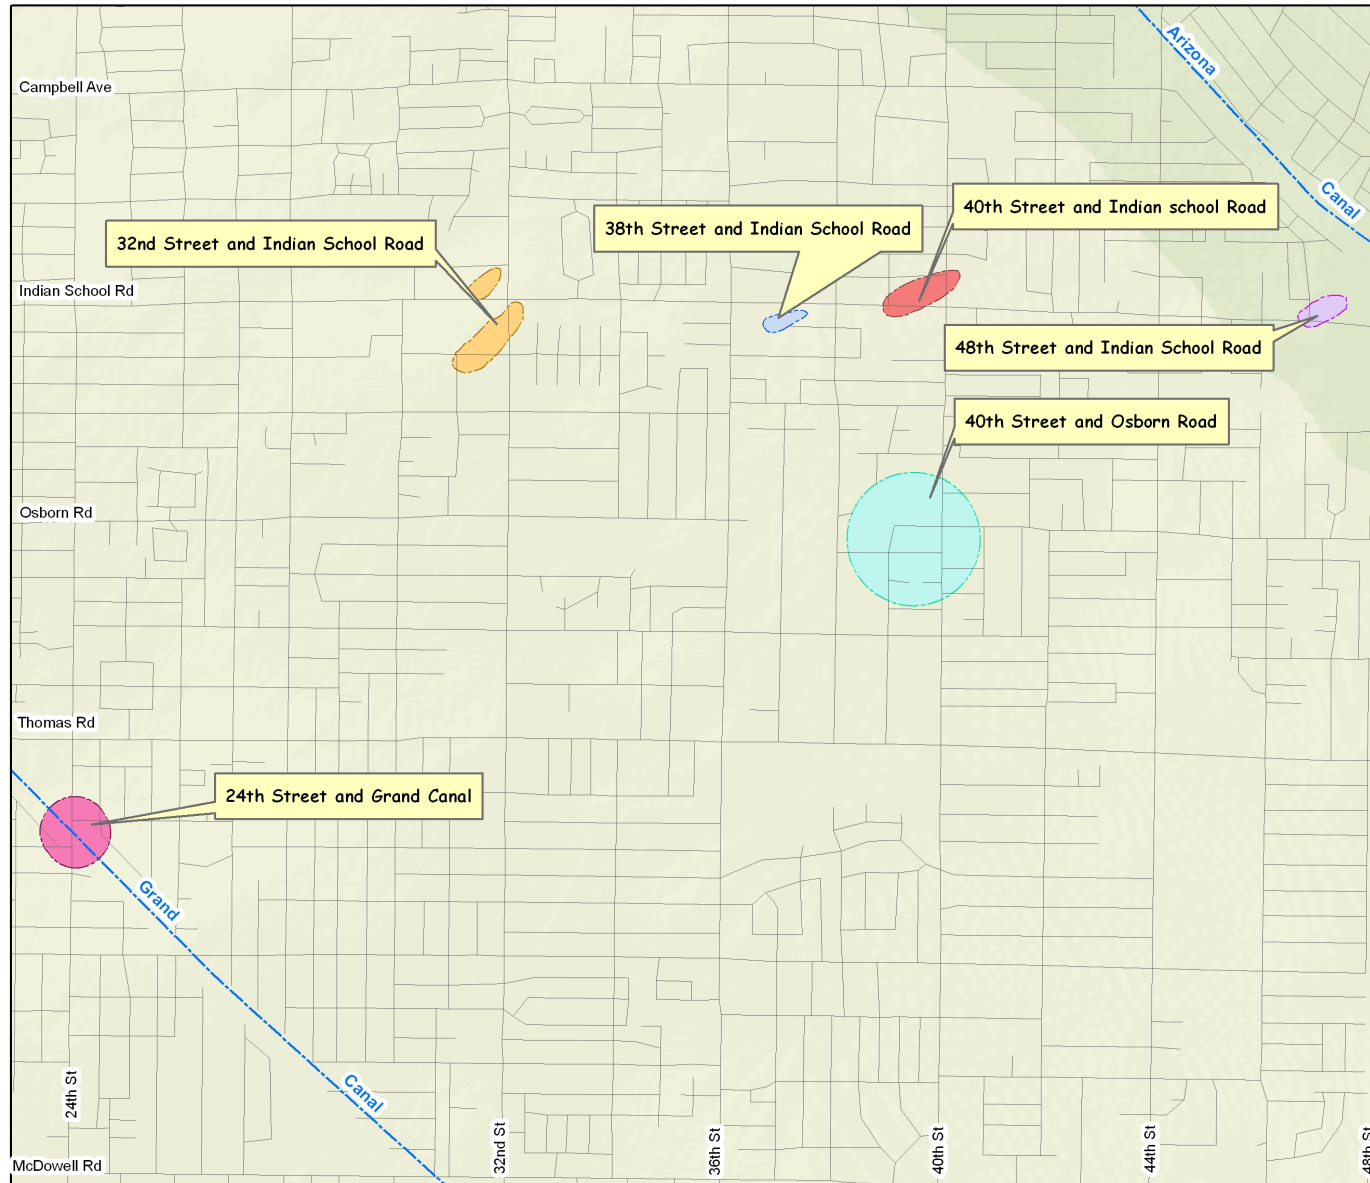 Arizona
Campbell Ave
Canal
40th Street and Indian school Road
38th Street and Indian School Road
32nd Street and Indian School Road
Indian School Rd
48th Street and Indian School Road
40th Street and Osborn Road
Osborn Rd
Thomas Rd
24th Street and Grand Canal
Grand
Canal
24th St
32nd St
36th St
40th St
44th St
48th St
McDowell Rd